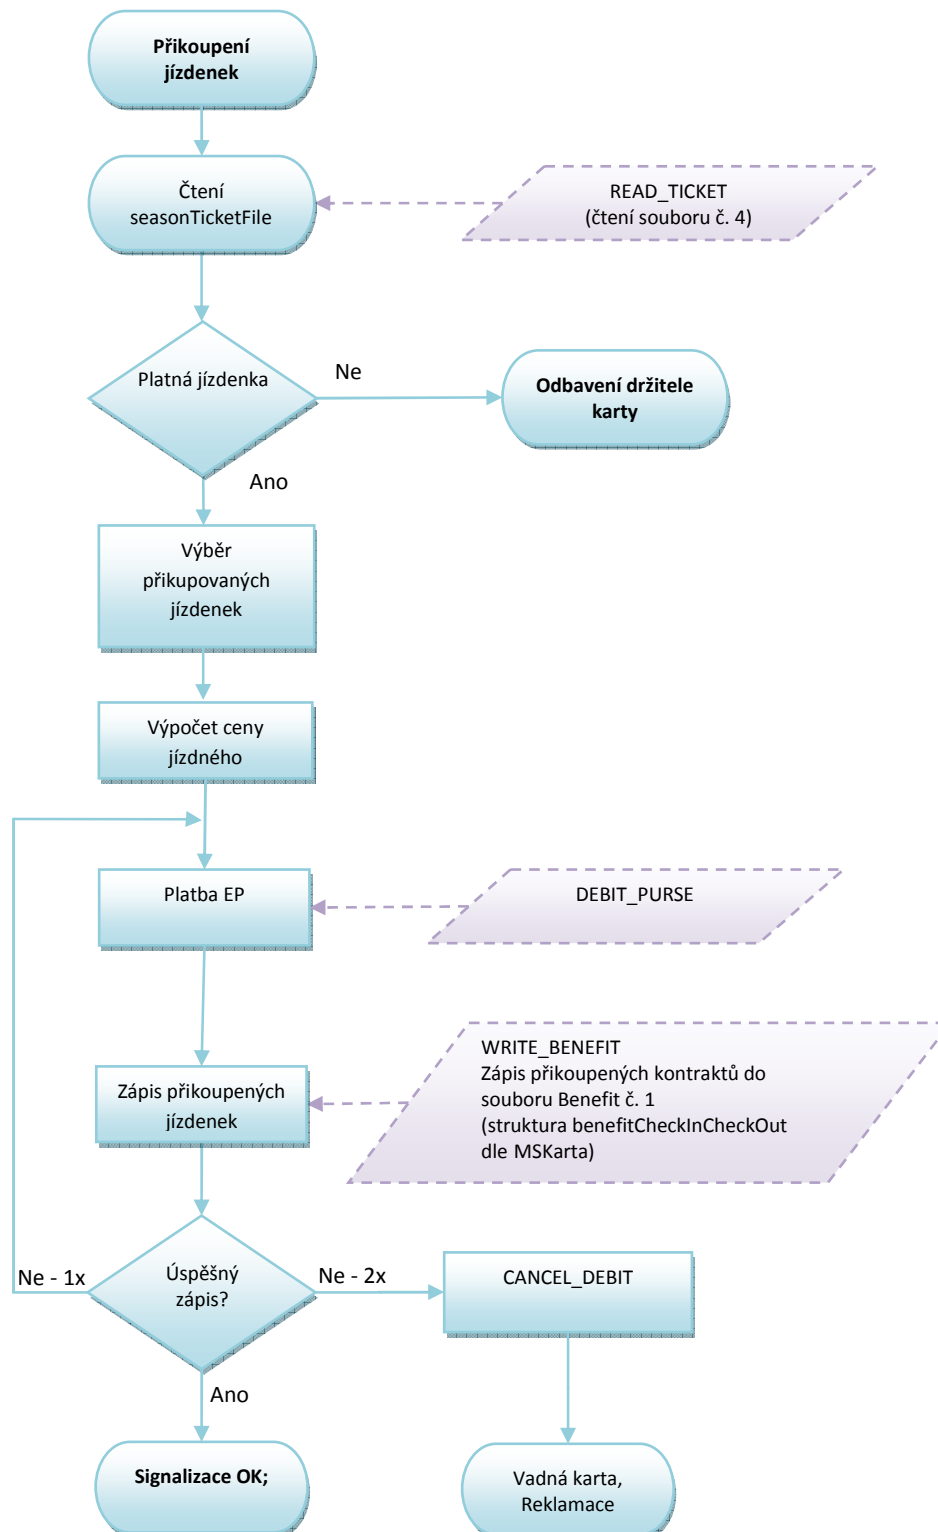 Přikoupení
jízdenek
Čtení
seasonTicketFile
READ_TICKET
(čtení souboru č. 4)
Platná jízdenka
Ne
Odbavení držitele
karty
Ano
Výběr
přikupovaných
jízdenek
Výpočet ceny
jízdného
Platba EP
DEBIT_PURSE
WRITE_BENEFIT
Zápis přikoupených kontraktů do
souboru Benefit č. 1
(struktura benefitCheckInCheckOut
dle MSKarta)
Zápis přikoupených
jízdenek
Ne - 1x
Úspěšný
zápis?
Ne - 2x
CANCEL_DEBIT
Ano
Signalizace OK;
Vadná karta,
Reklamace